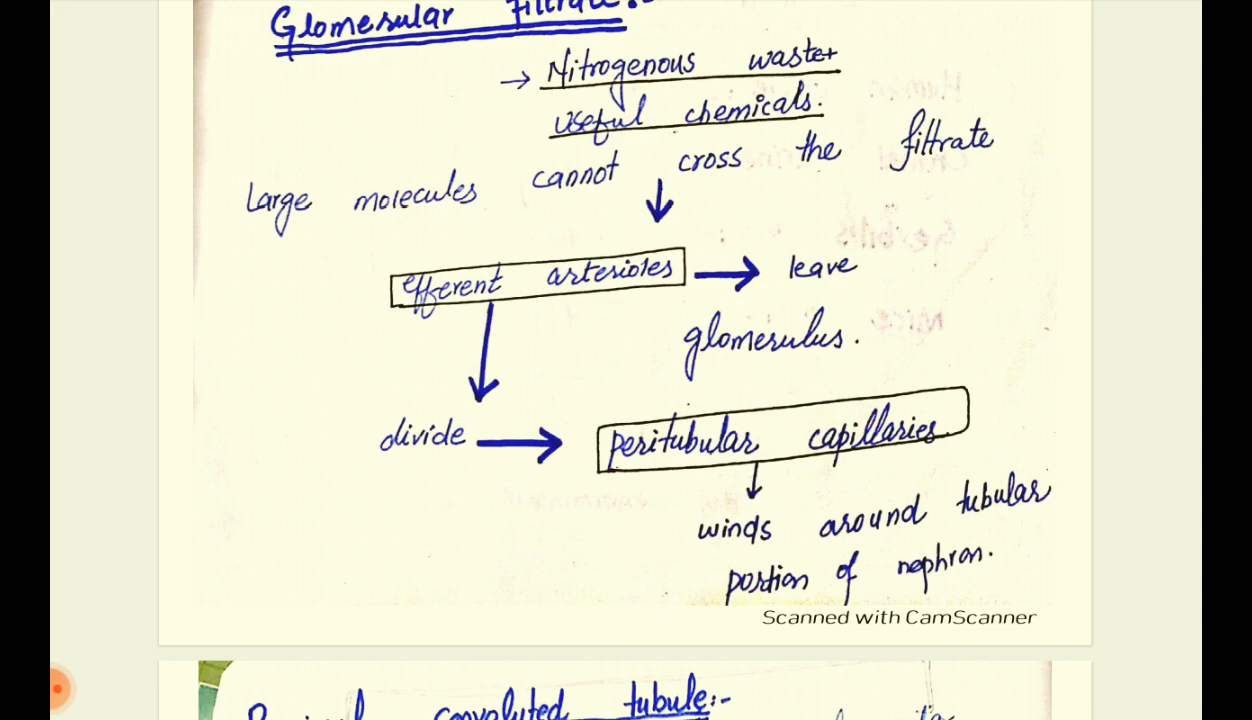 Glomerular filtrate:-
→ Nitrogenous waste+
useful chemicals.
Large molecules cannot cross the filtrate
efferent arterioles → leave
glomerulus.
divide → peritubular capillaries
winds around tubular
portion of nephron.
Scanned with CamScanner
convoluted tubule:-